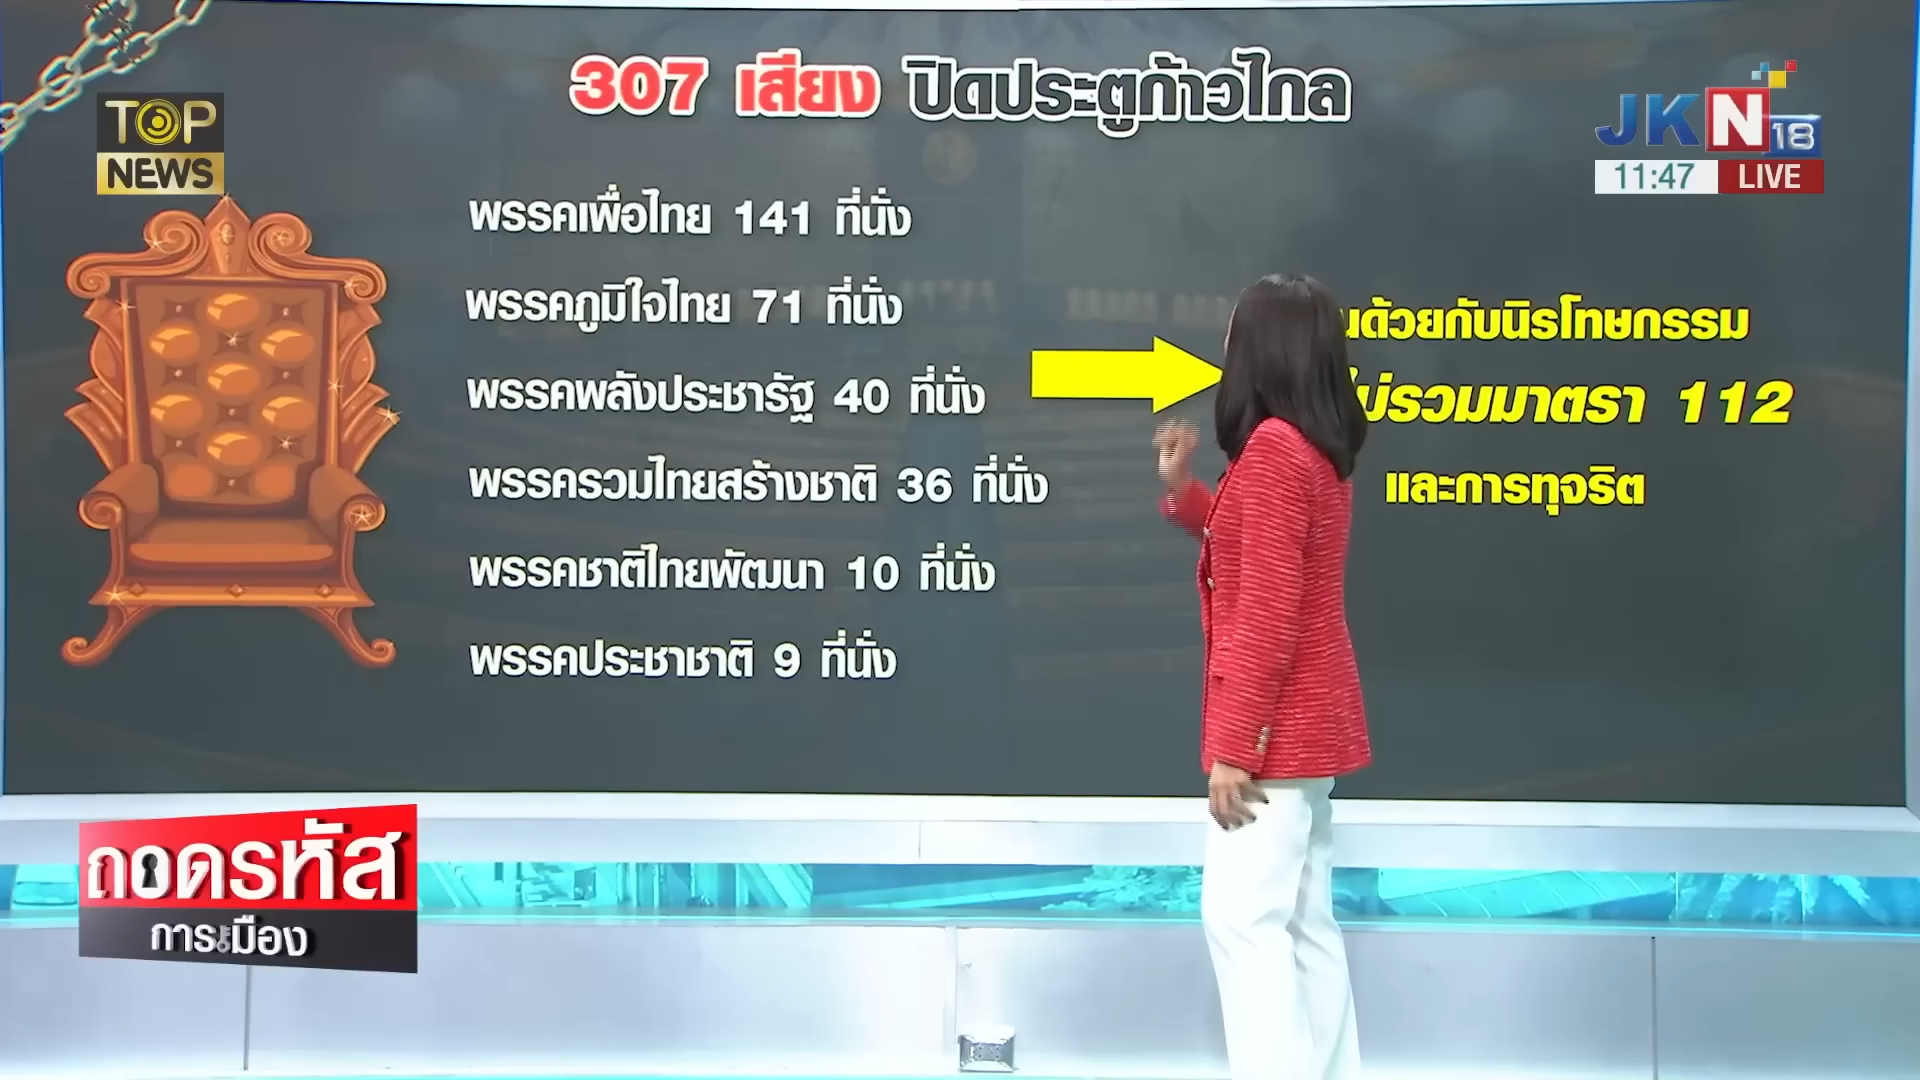 307 เสียง ปิดประตูก้าวไกล
TOP
NEWS
JKN18
11:47 LIVE
พรรคเพื่อไทย 141 ที่นั่ง
พรรคภูมิใจไทย 71 ที่นั่ง
พรรคพลังประชารัฐ 40 ที่นั่ง
พรรครวมไทยสร้างชาติ 36 ที่นั่ง
พรรคชาติไทยพัฒนา 10 ที่นั่ง
พรรคประชาชาติ 9 ที่นั่ง
ด้วยกับนิรโทษกรรม
รวมมาตรา 112
และการทุจริต
ถอดรหัส
การเมือง